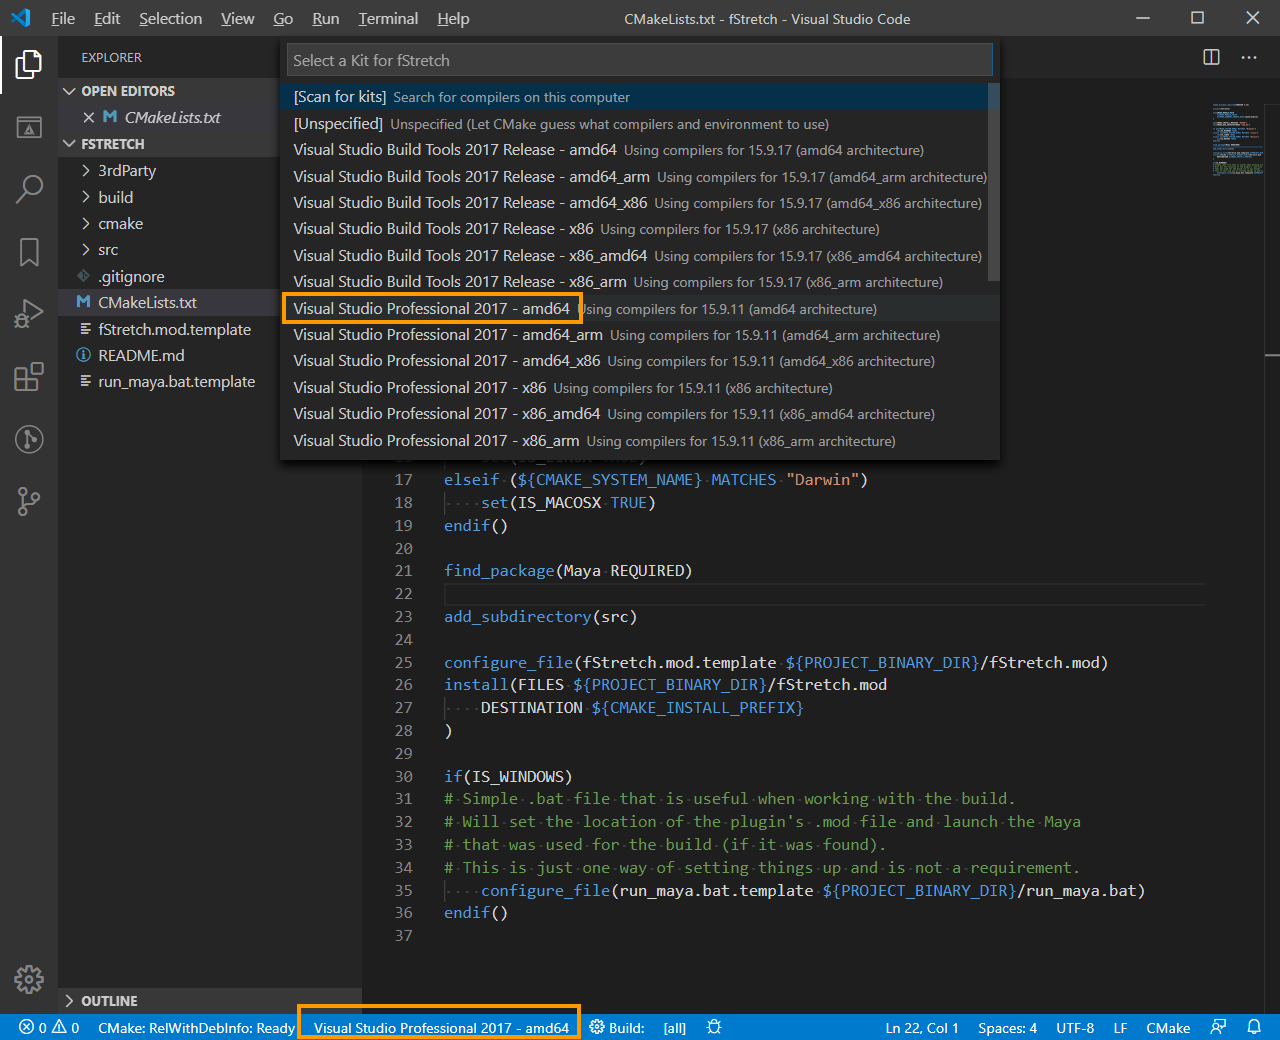 File Edit Selection View Go Run Terminal Help CMakeLists.txt - fStretch - Visual Studio Code
EXPLORER
OPEN EDITORS
CMakeLists.txt
FSTRETCH
3rdParty
build
cmake
src
.gitignore
CMakeLists.txt
fStretch.mod.template
README.md
run_maya.bat.template
OUTLINE
Select a Kit for fStretch
[Scan for kits] Search for compilers on this computer
[Unspecified] Unspecified (Let CMake guess what compilers and environment to use)
Visual Studio Build Tools 2017 Release - amd64 Using compilers for 15.9.17 (amd64 architecture)
Visual Studio Build Tools 2017 Release - amd64_arm Using compilers for 15.9.17 (amd64_arm architecture)
Visual Studio Build Tools 2017 Release - amd64_x86 Using compilers for 15.9.17 (amd64_x86 architecture)
Visual Studio Build Tools 2017 Release - x86 Using compilers for 15.9.17 (x86 architecture)
Visual Studio Build Tools 2017 Release - x86_amd64 Using compilers for 15.9.17 (x86_amd64 architecture)
Visual Studio Build Tools 2017 Release - x86_arm Using compilers for 15.9.17 (x86_arm architecture)
Visual Studio Professional 2017 - amd64 Using compilers for 15.9.11 (amd64 architecture)
Visual Studio Professional 2017 - amd64_arm Using compilers for 15.9.11 (amd64_arm architecture)
Visual Studio Professional 2017 - amd64_x86 Using compilers for 15.9.11 (amd64_x86 architecture)
Visual Studio Professional 2017 - x86 Using compilers for 15.9.11 (x86 architecture)
Visual Studio Professional 2017 - x86_amd64 Using compilers for 15.9.11 (x86_amd64 architecture)
Visual Studio Professional 2017 - x86_arm Using compilers for 15.9.11 (x86_arm architecture)
17 elseif (${CMAKE_SYSTEM_NAME} MATCHES "Darwin")
18 ····set(IS_MACOSX TRUE)
19 endif()
20
21 find_package(Maya REQUIRED)
22
23 add_subdirectory(src)
24
25 configure_file(fStretch.mod.template ${PROJECT_BINARY_DIR}/fStretch.mod)
26 install(FILES ${PROJECT_BINARY_DIR}/fStretch.mod
27 ····DESTINATION ${CMAKE_INSTALL_PREFIX}
28 )
29
30 if(IS_WINDOWS)
31 # Simple .bat file that is useful when working with the build.
32 # Will set the location of the plugin's .mod file and launch the Maya
33 # that was used for the build (if it was found).
34 # This is just one way of setting things up and is not a requirement.
35 ····configure_file(run_maya.bat.template ${PROJECT_BINARY_DIR}/run_maya.bat)
36 endif()
37
0 0 CMake: RelWithDebInfo: Ready Visual Studio Professional 2017 - amd64 Build: [all] Ln 22, Col 1 Spaces: 4 UTF-8 LF CMake